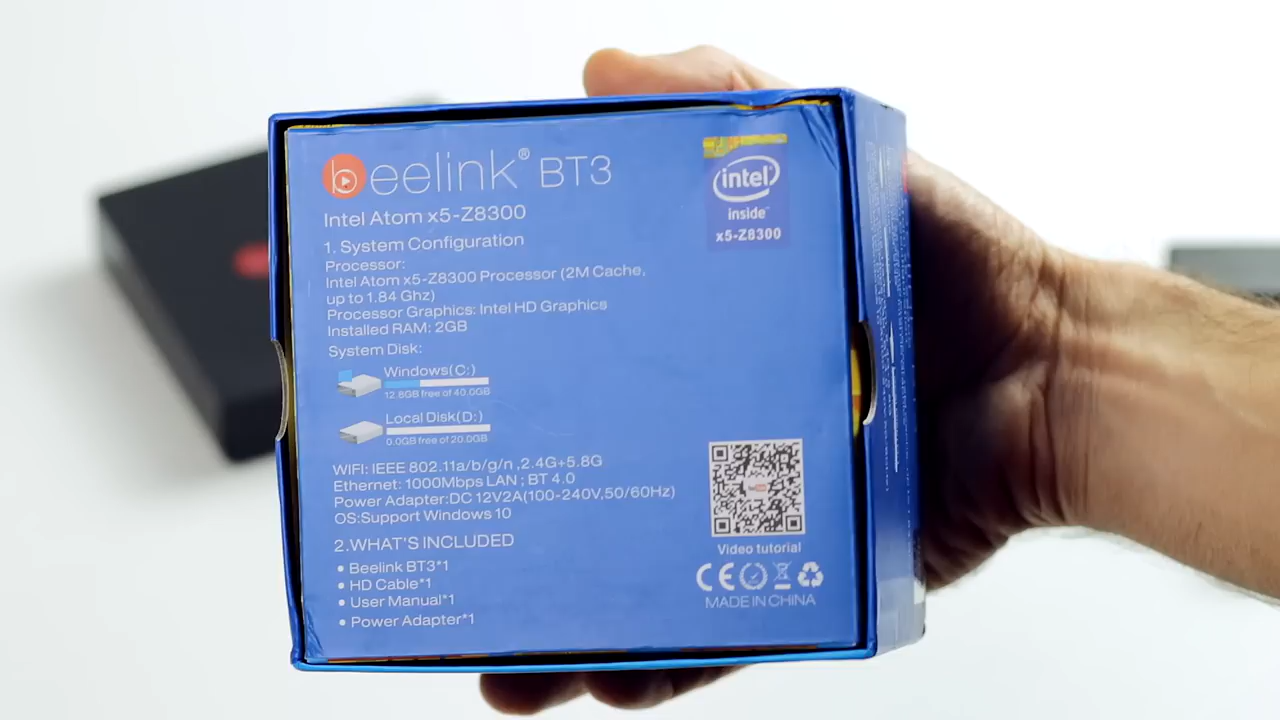 beelink® BT3
Intel Atom x5-Z8300
1. System Configuration
Processor:
Intel Atom x5-Z8300 Processor (2M Cache,
up to 1.84 Ghz)
Processor Graphics: Intel HD Graphics
Installed RAM: 2GB
System Disk:
Windows(C:)
12.8GB free of 40.0GB
Local Disk(D:)
0.0GB free of 20.0GB
WIFI: IEEE 802.11a/b/g/n ,2.4G+5.8G
Ethernet: 1000Mbps LAN ; BT 4.0
Power Adapter:DC 12V2A(100-240V,50/60Hz)
OS:Support Windows 10
2.WHAT'S INCLUDED
• Beelink BT3*1
• HD Cable*1
• User Manual*1
• Power Adapter*1
intel®
inside™
x5-Z8300
Video tutorial
CE
MADE IN CHINA